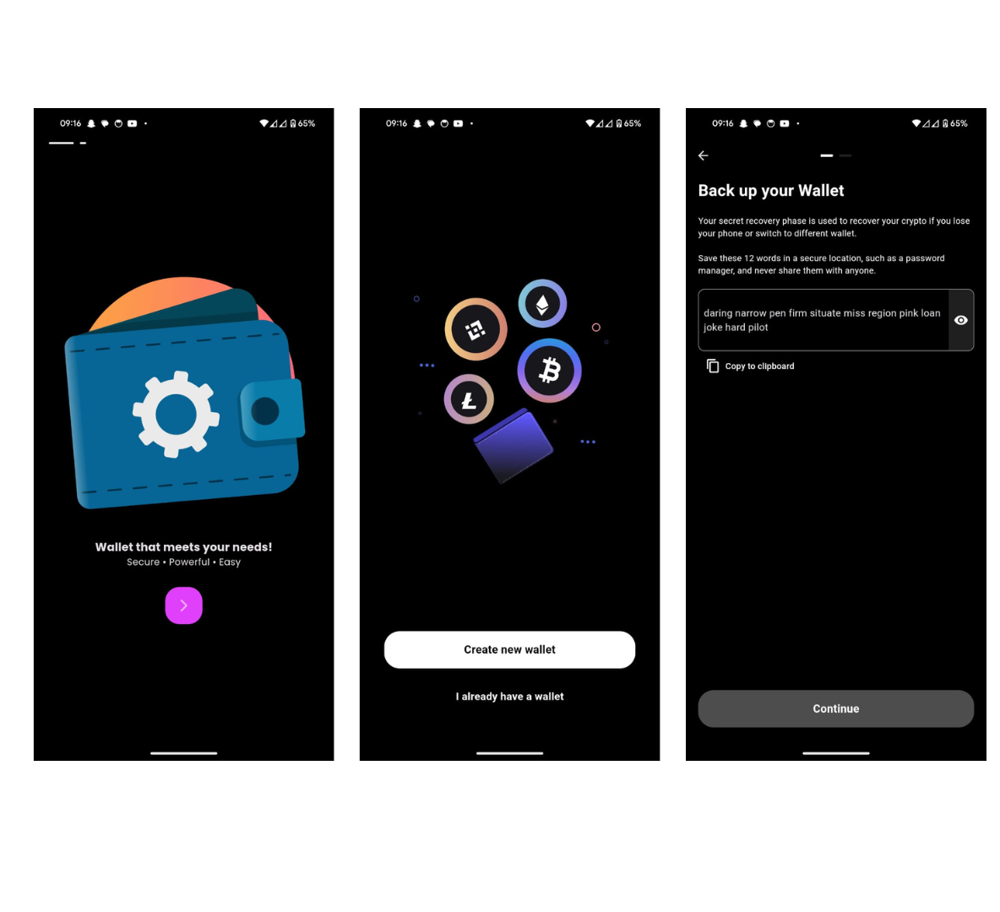 09:16
65%
Wallet that meets your needs!
Secure • Powerful • Easy
09:16
65%
Create new wallet
I already have a wallet
09:16
65%
Back up your Wallet
Your secret recovery phase is used to recover your crypto if you lose
your phone or switch to different wallet.
Save these 12 words in a secure location, such as a password
manager, and never share them with anyone.
daring narrow pen firm situate miss region pink loan
joke hard pilot
Copy to clipboard
Continue